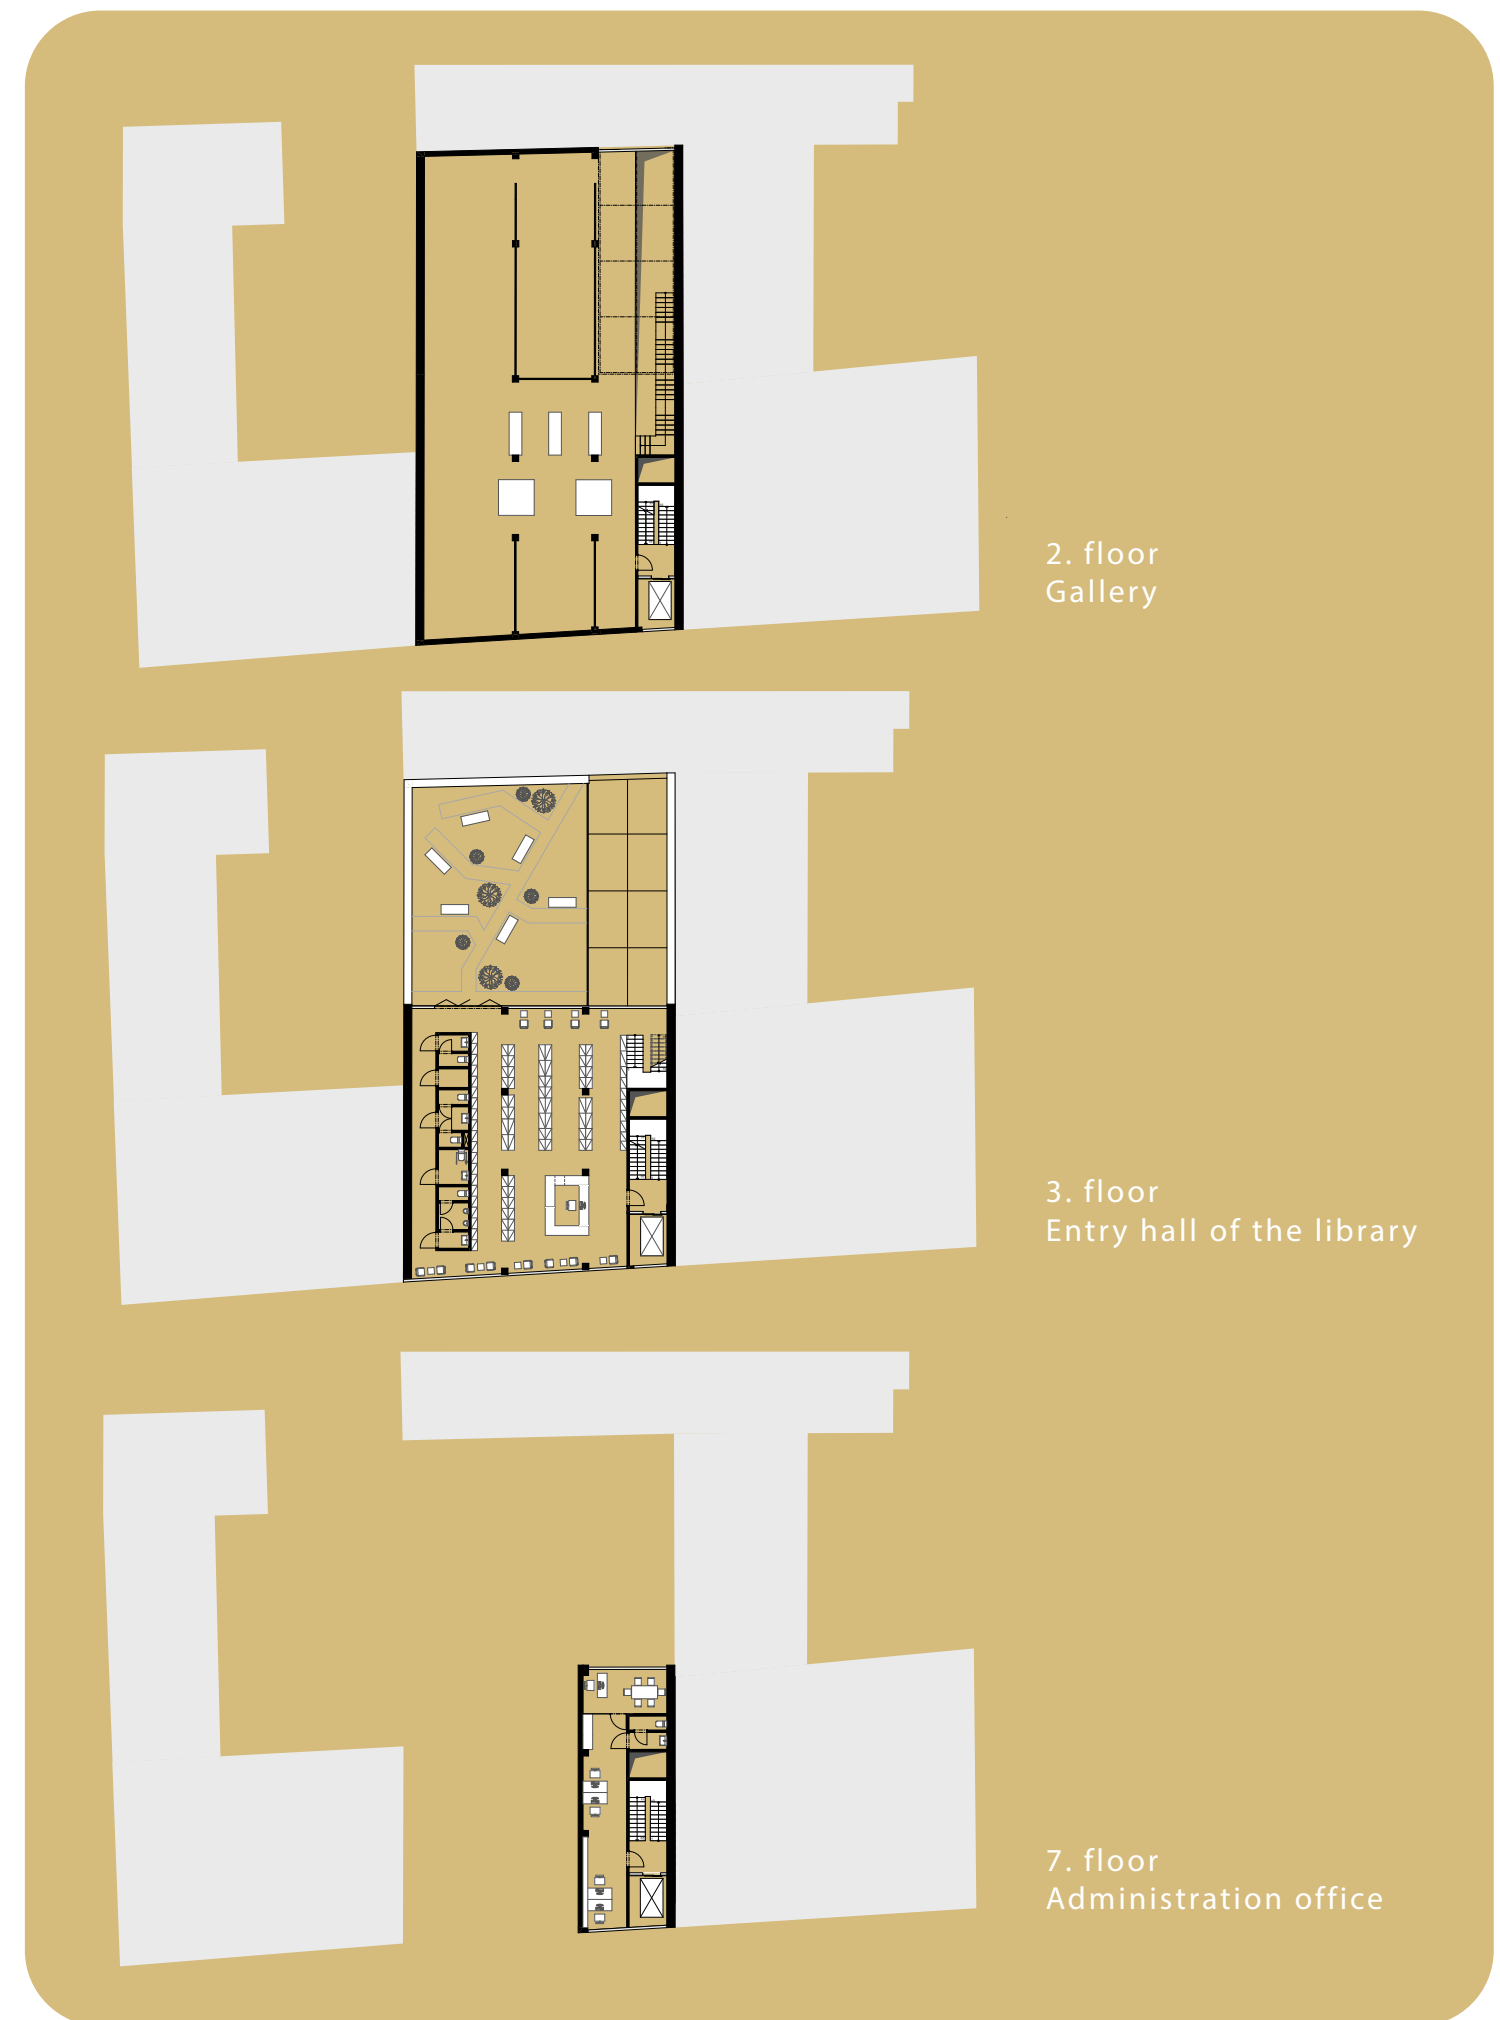 2. floor
Gallery
3. floor
Entry hall of the library
7. floor
Administration office